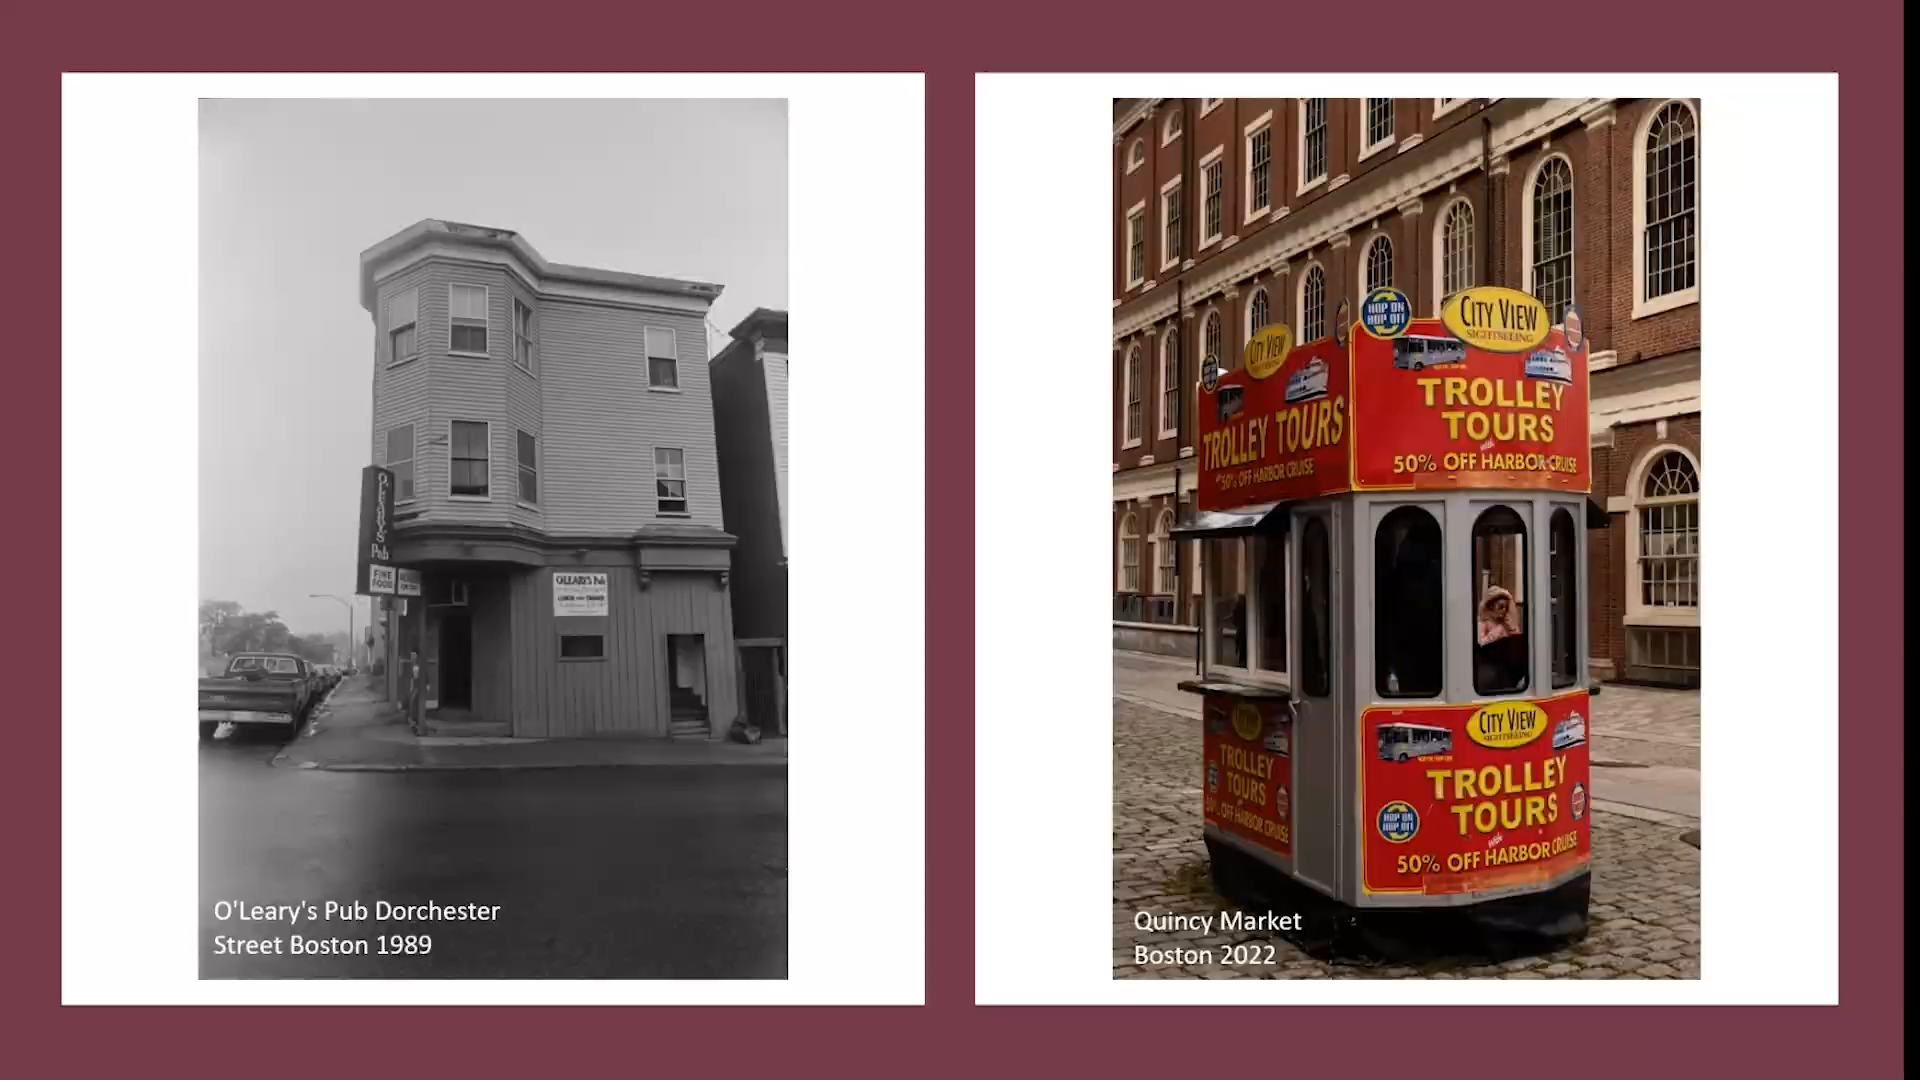 O'Leary's
Pub
FINE
FOOD
O'LEARY'S Pub
O'Leary's Pub Dorchester
Street Boston 1989
HOP ON
HOP OFF
CITY VIEW
SIGHTSEEING
CITY VIEW
TROLLEY
TOURS
with
50% OFF HARBOR CRUISE
TROLLEY TOURS
50% OFF HARBOR CRUISE
CITY VIEW
SIGHTSEEING
TROLLEY
TOURS
HOP ON
HOP OFF
with
50% OFF HARBOR CRUISE
TROLLEY
TOURS
50% OFF HARBOR CRUISE
Quincy Market
Boston 2022